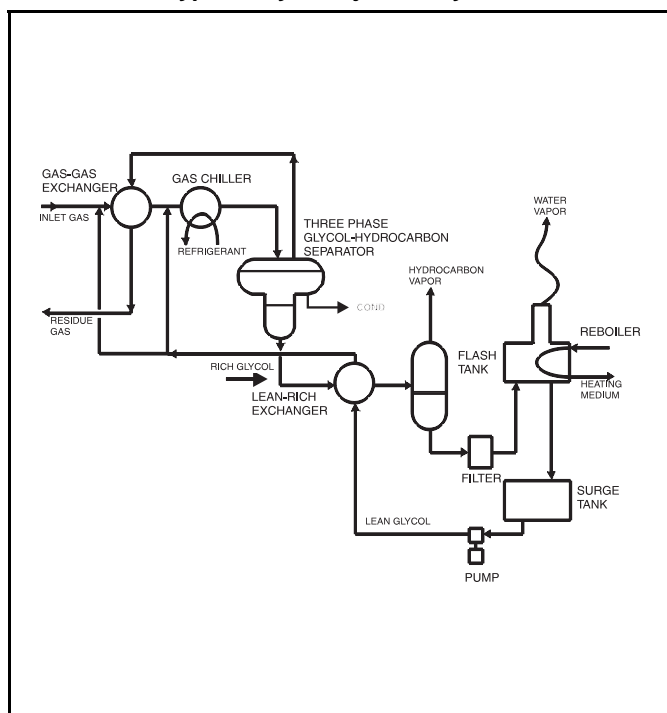 GAS-GAS
EXCHANGER
INLET GAS
GAS CHILLER
REFRIGERANT
THREE PHASE
GLYCOL-HYDROCARBON
SEPARATOR
WATER
VAPOR
HYDROCARBON
VAPOR
COND
RESIDUE
GAS
REBOILER
FLASH
TANK
HEATING
MEDIUM
RICH GLYCOL
LEAN-RICH
EXCHANGER
FILTER
SURGE
TANK
LEAN GLYCOL
PUMP